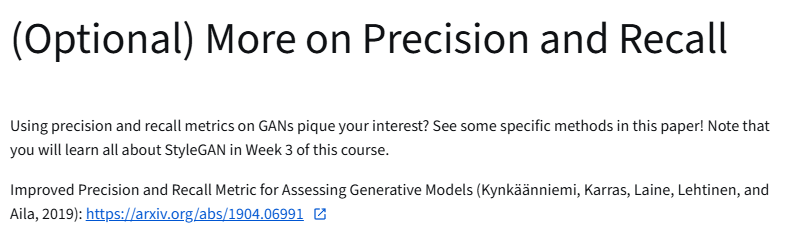 (Optional) More on Precision and Recall
Using precision and recall metrics on GANs pique your interest? See some specific methods in this paper! Note that
you will learn all about StyleGAN in Week 3 of this course.
Improved Precision and Recall Metric for Assessing Generative Models (Kynkäänniemi, Karras, Laine, Lehtinen, and
Aila, 2019): https://arxiv.org/abs/1904.06991